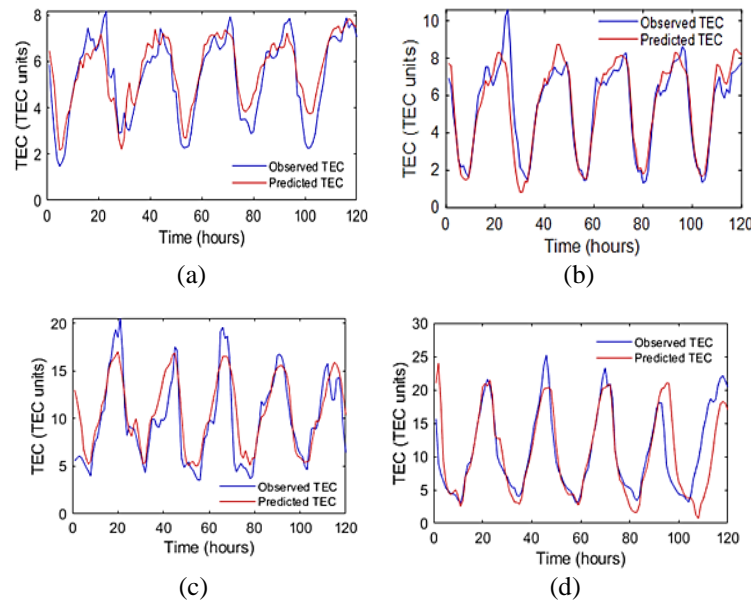 8
6
4
2
0
TEC (TEC units)
Observed TEC
Predicted TEC
0 20 40 60 80 100 120
Time (hours)
(a)
10
8
6
4
2
0
TEC (TEC units)
Observed TEC
Predicted TEC
0 20 40 60 80 100 120
Time (hours)
(b)
20
15
10
5
0
TEC (TEC units)
Observed TEC
Predicted TEC
0 20 40 60 80 100 120
Time (hours)
(c)
30
25
20
15
10
5
0
TEC (TEC units)
Observed TEC
Predicted TEC
0 20 40 60 80 100 120
Time (hours)
(d)